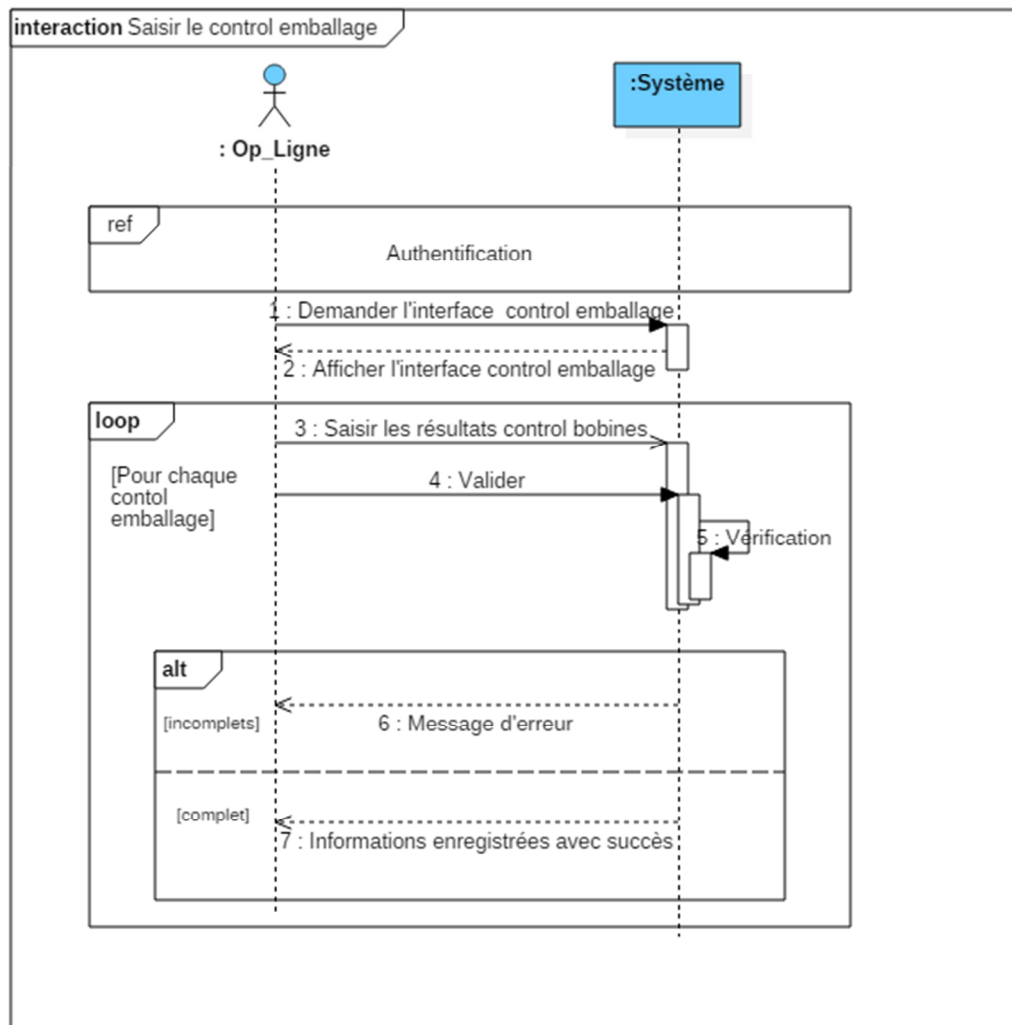 interaction Saisir le control emballage
:Système
: Op_Ligne
ref
Authentification
1 : Demander l'interface control emballage
2 : Afficher l'interface control emballage
loop
3 : Saisir les résultats control bobines
[Pour chaque
contol
emballage]
4 : Valider
5 : Vérification
alt
[incomplets]
6 : Message d'erreur
[complet]
7 : Informations enregistrées avec succès